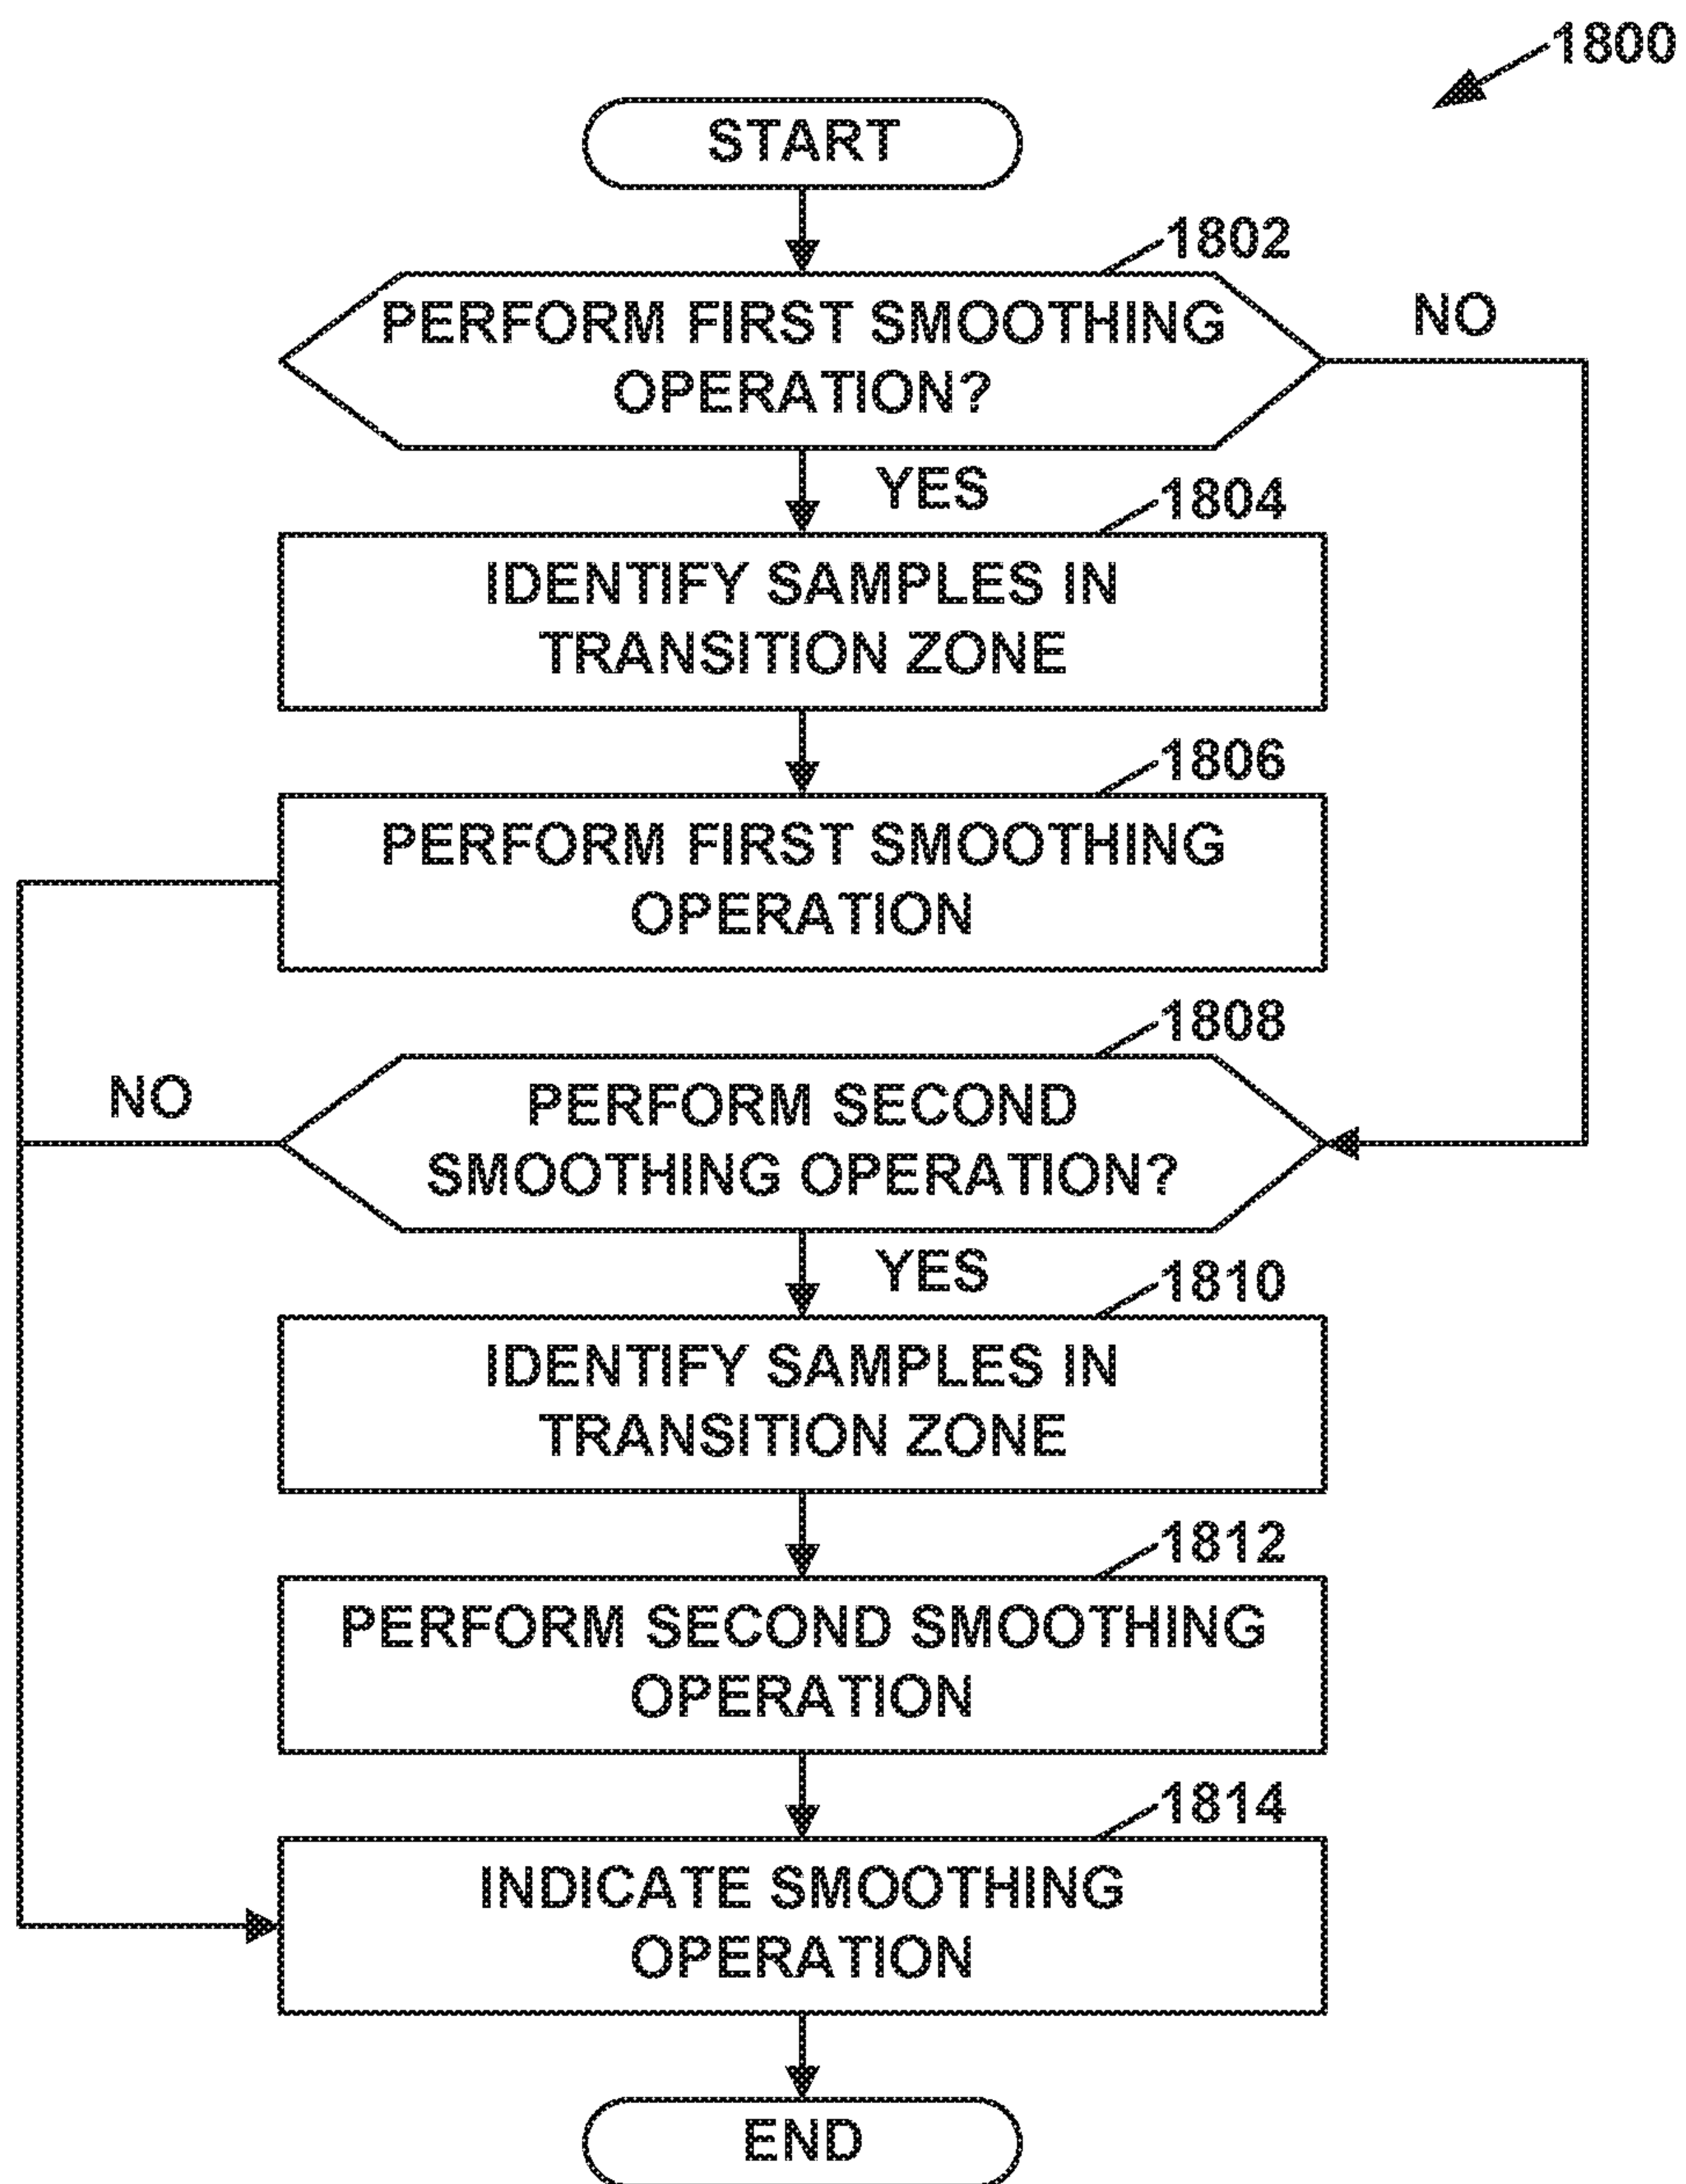 1800
START
1802
PERFORM FIRST SMOOTHING
OPERATION?
NO
YES
1804
IDENTIFY SAMPLES IN
TRANSITION ZONE
1806
PERFORM FIRST SMOOTHING
OPERATION
1808
NO
PERFORM SECOND
SMOOTHING OPERATION?
YES
1810
IDENTIFY SAMPLES IN
TRANSITION ZONE
1812
PERFORM SECOND SMOOTHING
OPERATION
1814
INDICATE SMOOTHING
OPERATION
END